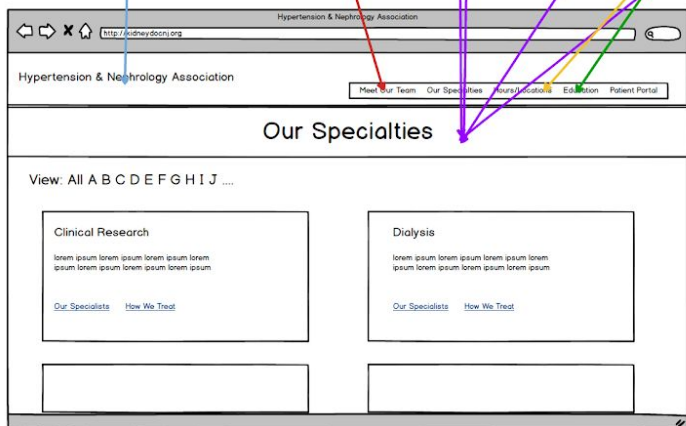 Hypertension & Nephrology Association
http://kidneydocnj.org
Hypertension & Nephrology Association
Meet Our Team Our Specialties Hours/Locations Education Patient Portal
Our Specialties
View: All A B C D E F G H I J ....
Clinical Research
lorem ipsum lorem ipsum lorem ipsum lorem
ipsum lorem ipsum lorem ipsum lorem ipsum
Our Specialists How We Treat
Dialysis
lorem ipsum lorem ipsum lorem ipsum lorem
ipsum lorem ipsum lorem ipsum lorem ipsum
Our Specialists How We Treat